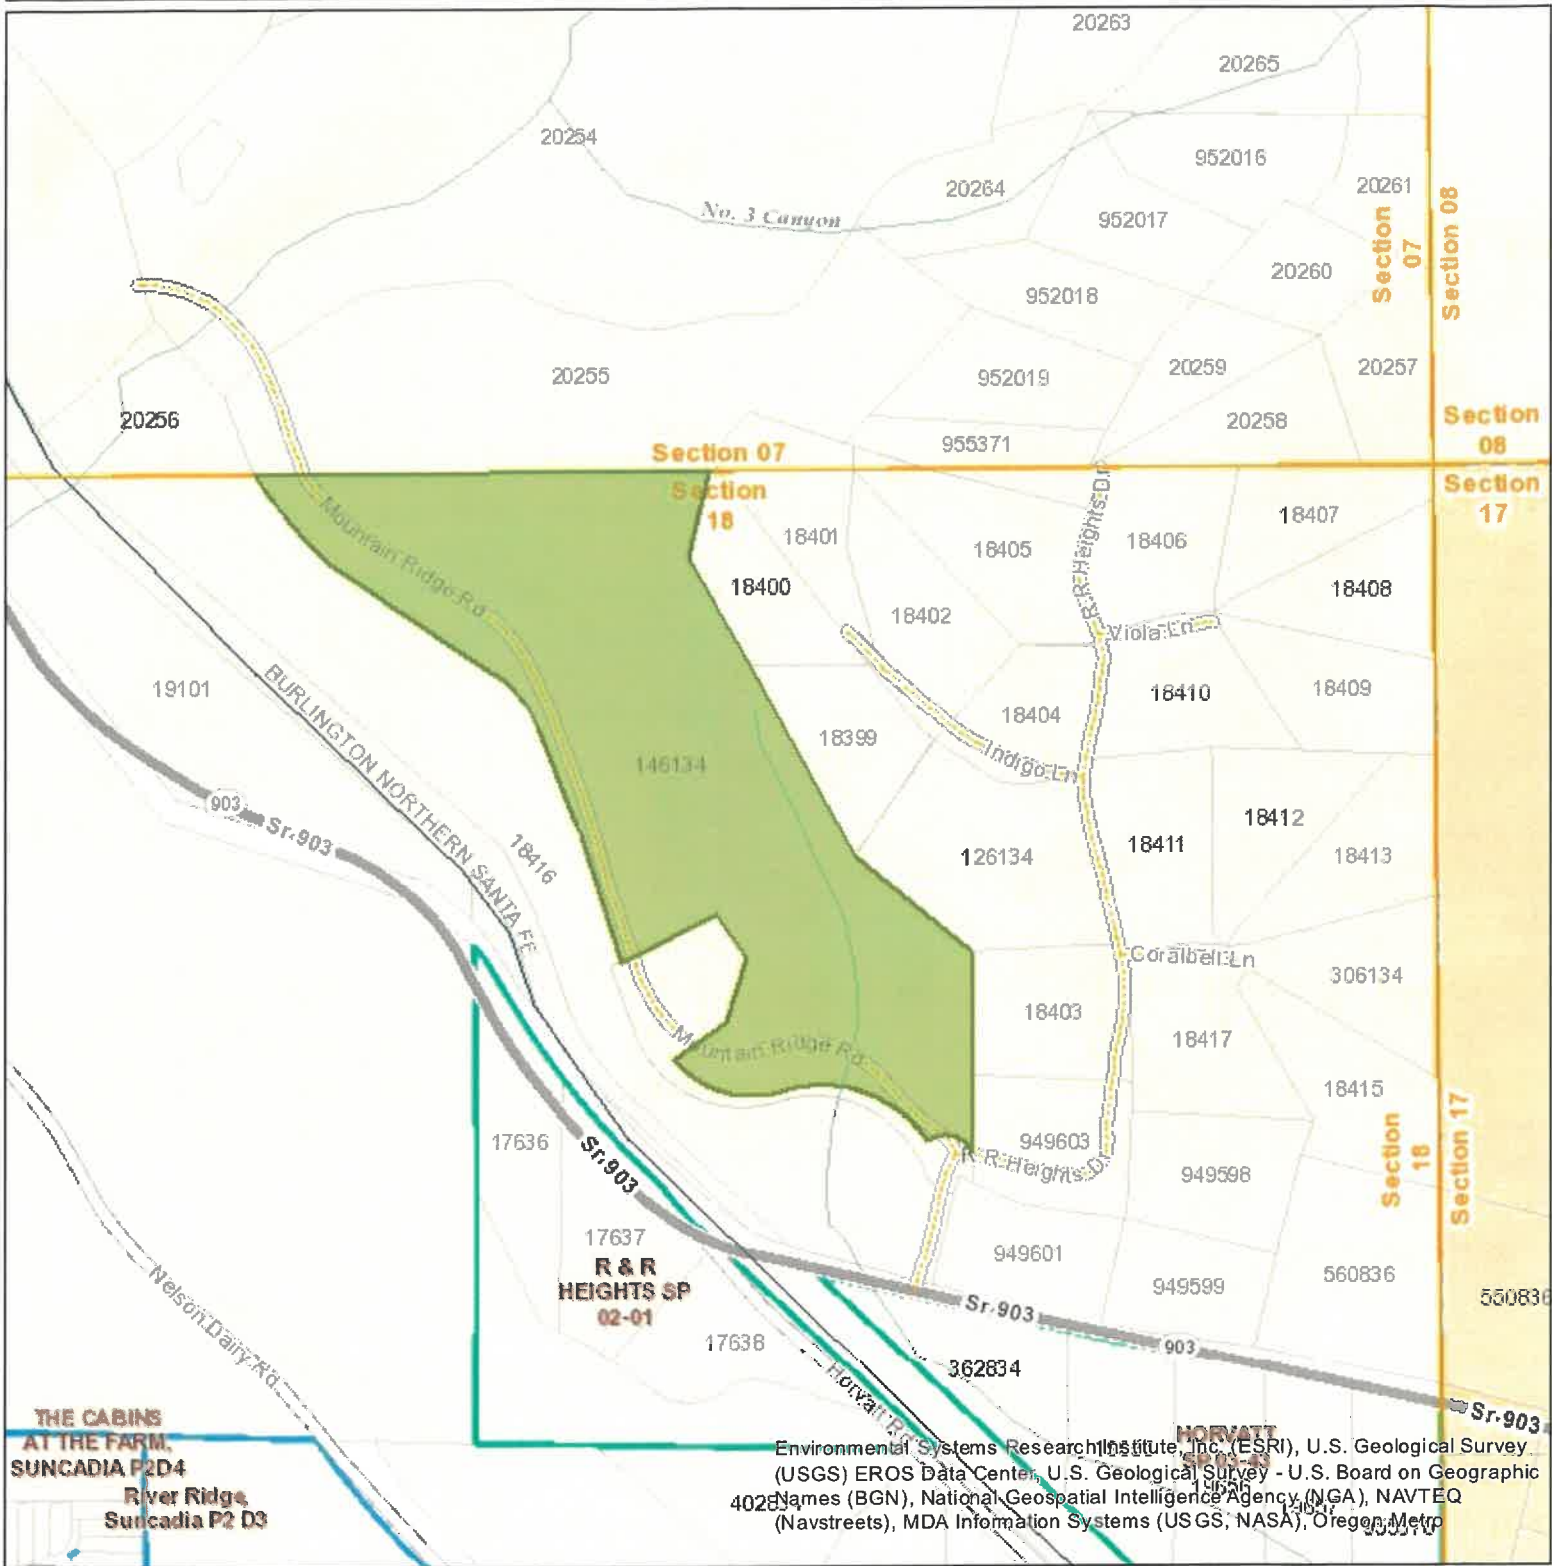 20263
20265
20254
952016
20264
20261
No. 3 Canyon
952017
Section
07
Section 08
20260
952018
20255
952019
20259
20257
20256
20258
Section
08
955371
Section 07
Section
18
Section
17
Mountain Ridge Rd
R R Heights Dr
18401
18405
18406
18407
18400
18402
18408
Viola Ln
19101
18410
18409
18404
18399
Indigo Ln
146134
BURLINGTON NORTHERN SANTA FE
903
Sr 903
18416
126134
18411
18412
18413
Coralbell Ln
306134
18403
18417
Mountain Ridge Rd
18415
17636
Sr 903
949603
R R Heights Dr
949598
Section
18
Section 17
17637
R & R
HEIGHTS SP
02-01
949601
949599
560836
550836
Nelson Dairy Rd
Sr 903
903
17638
362834
Horvatt Rd
Sr 903
THE CABINS
AT THE FARM,
SUNCADIA P2D4
River Ridge,
Suncadia P2 D3
HORVATT
SP 03-43
Environmental Systems Research Institute, Inc. (ESRI), U.S. Geological Survey
(USGS) EROS Data Center, U.S. Geological Survey - U.S. Board on Geographic
Names (BGN), National Geospatial Intelligence Agency (NGA), NAVTEQ
(Navstreets), MDA Information Systems (USGS, NASA), Oregon Metro